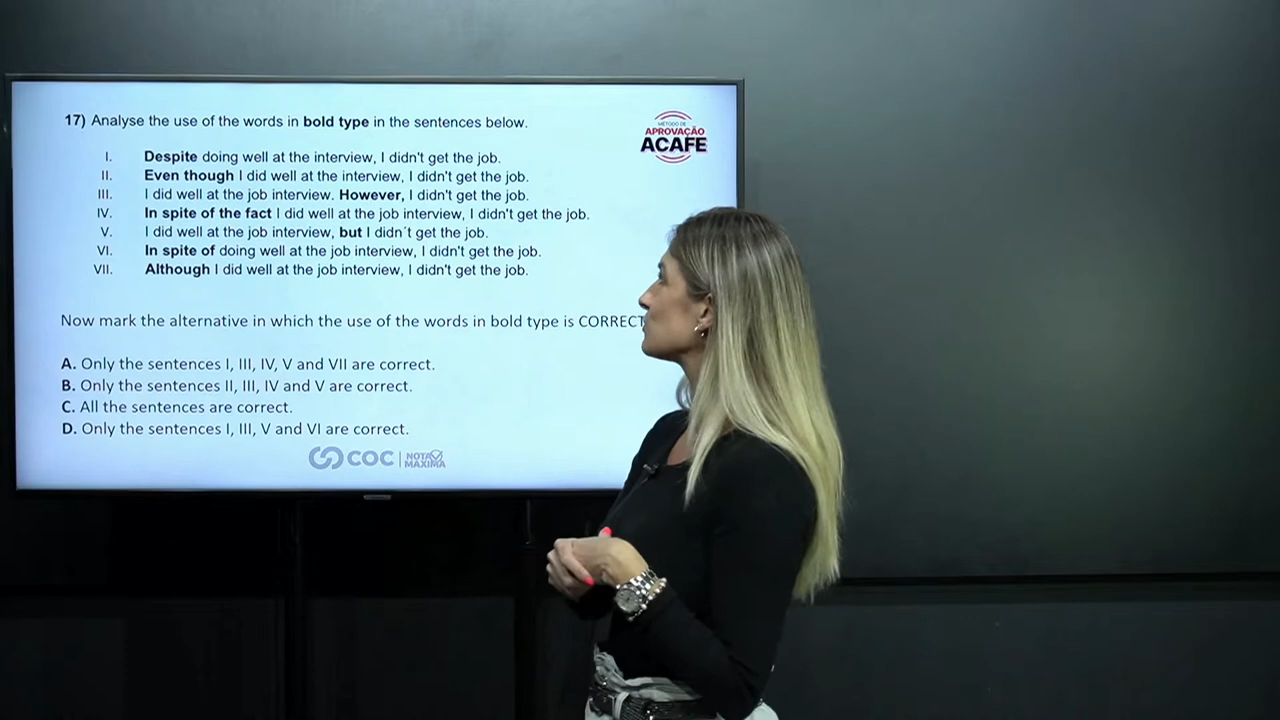 17) Analyse the use of the words in bold type in the sentences below.
MÉTODO DE
APROVAÇÃO
ACAFE
I. Despite doing well at the interview, I didn't get the job.
II. Even though I did well at the interview, I didn't get the job.
III. I did well at the job interview. However, I didn't get the job.
IV. In spite of the fact I did well at the job interview, I didn't get the job.
V. I did well at the job interview, but I didn´t get the job.
VI. In spite of doing well at the job interview, I didn't get the job.
VII. Although I did well at the job interview, I didn't get the job.
Now mark the alternative in which the use of the words in bold type is CORRECT
A. Only the sentences I, III, IV, V and VII are correct.
B. Only the sentences II, III, IV and V are correct.
C. All the sentences are correct.
D. Only the sentences I, III, V and VI are correct.
COC | NOTA MÁXIMA